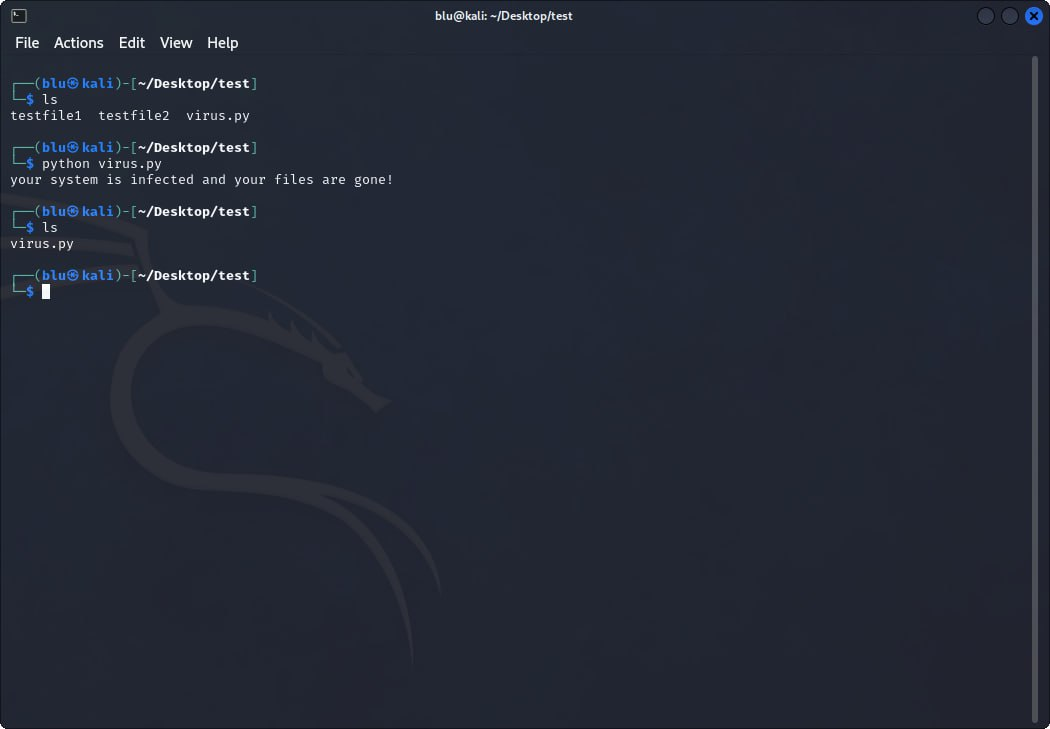 blu@kali: ~/Desktop/test
File Actions Edit View Help
┌──(blu㉿kali)-[~/Desktop/test]
└─$ ls
testfile1  testfile2  virus.py
┌──(blu㉿kali)-[~/Desktop/test]
└─$ python virus.py
your system is infected and your files are gone!
┌──(blu㉿kali)-[~/Desktop/test]
└─$ ls
virus.py
┌──(blu㉿kali)-[~/Desktop/test]
└─$